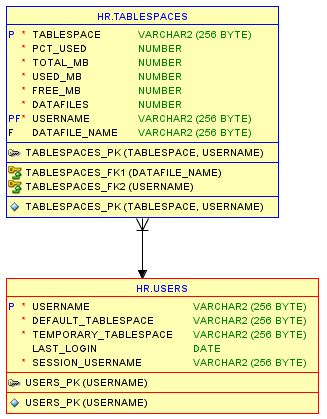 HR.TABLESPACES
P * TABLESPACE VARCHAR2 (256 BYTE)
* PCT_USED NUMBER
* TOTAL_MB NUMBER
* USED_MB NUMBER
* FREE_MB NUMBER
* DATAFILES NUMBER
PF* USERNAME VARCHAR2 (256 BYTE)
F DATAFILE_NAME VARCHAR2 (256 BYTE)
TABLESPACES_PK (TABLESPACE, USERNAME)
TABLESPACES_FK1 (DATAFILE_NAME)
TABLESPACES_FK2 (USERNAME)
TABLESPACES_PK (TABLESPACE, USERNAME)
HR.USERS
P * USERNAME VARCHAR2 (256 BYTE)
* DEFAULT_TABLESPACE VARCHAR2 (256 BYTE)
* TEMPORARY_TABLESPACE VARCHAR2 (256 BYTE)
LAST_LOGIN DATE
* SESSION_USERNAME VARCHAR2 (256 BYTE)
USERS_PK (USERNAME)
USERS_PK (USERNAME)